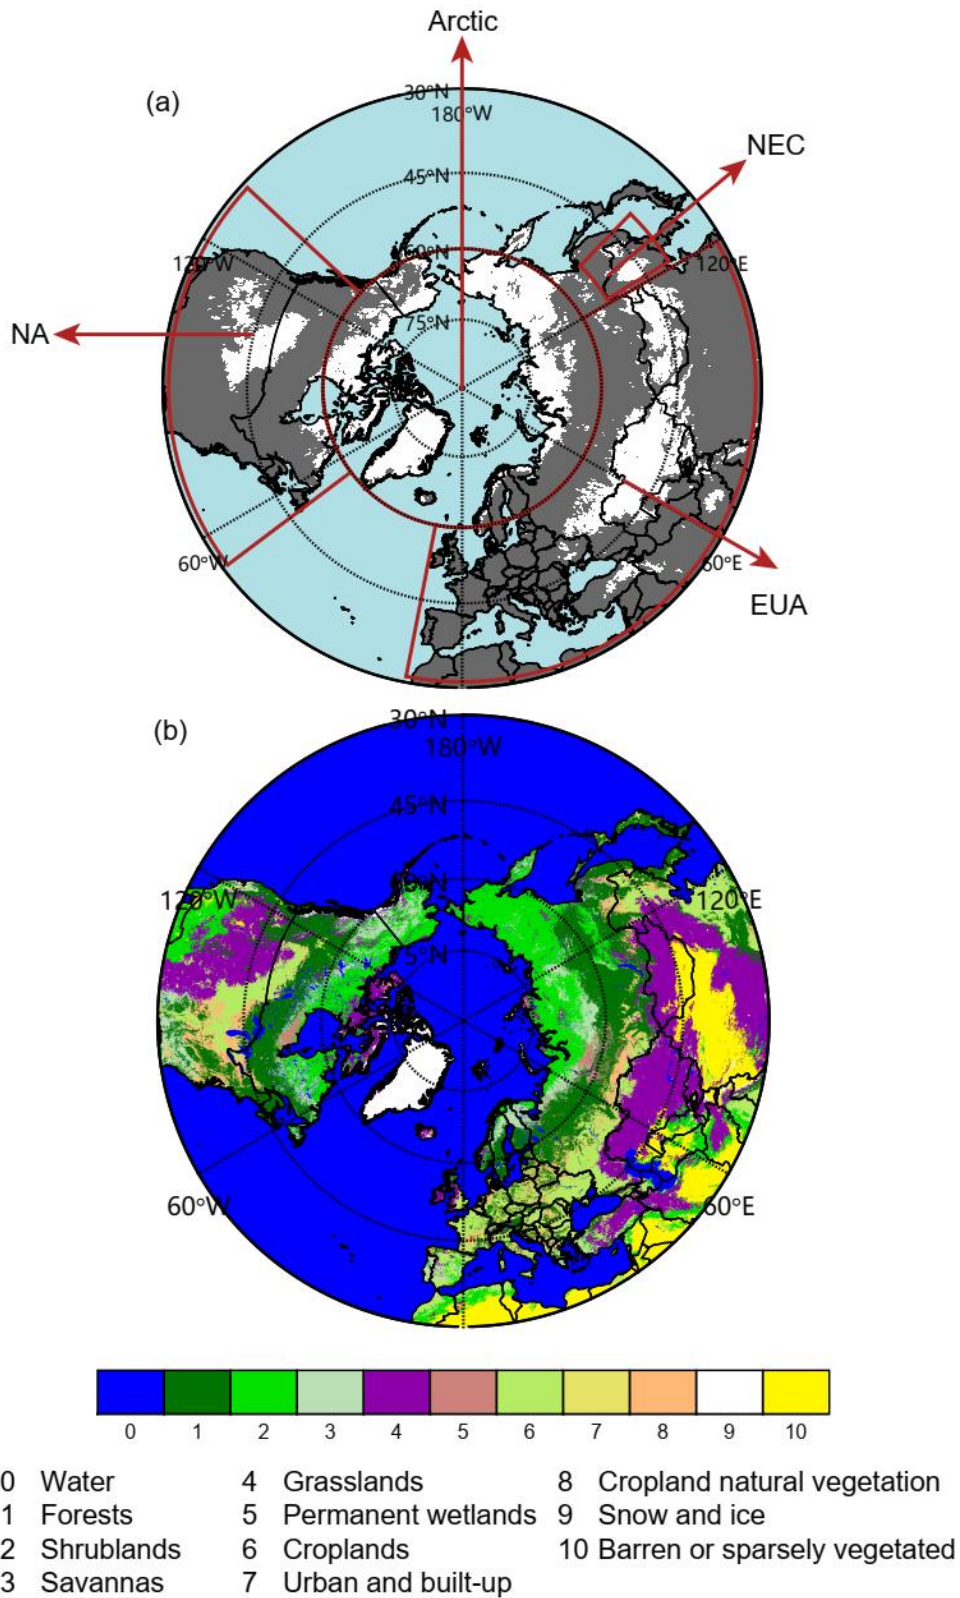 Arctic
(a)
30°N
180°W
NEC
45°N
60°N
120°W
120°E
75°N
NA
60°W
60°E
EUA
(b)
30°N
180°W
45°N
120°W
120°E
5°N
60°W
60°E
0 1 2 3 4 5 6 7 8 9 10
0 Water 4 Grasslands 8 Cropland natural vegetation
1 Forests 5 Permanent wetlands 9 Snow and ice
2 Shrublands 6 Croplands 10 Barren or sparsely vegetated
3 Savannas 7 Urban and built-up